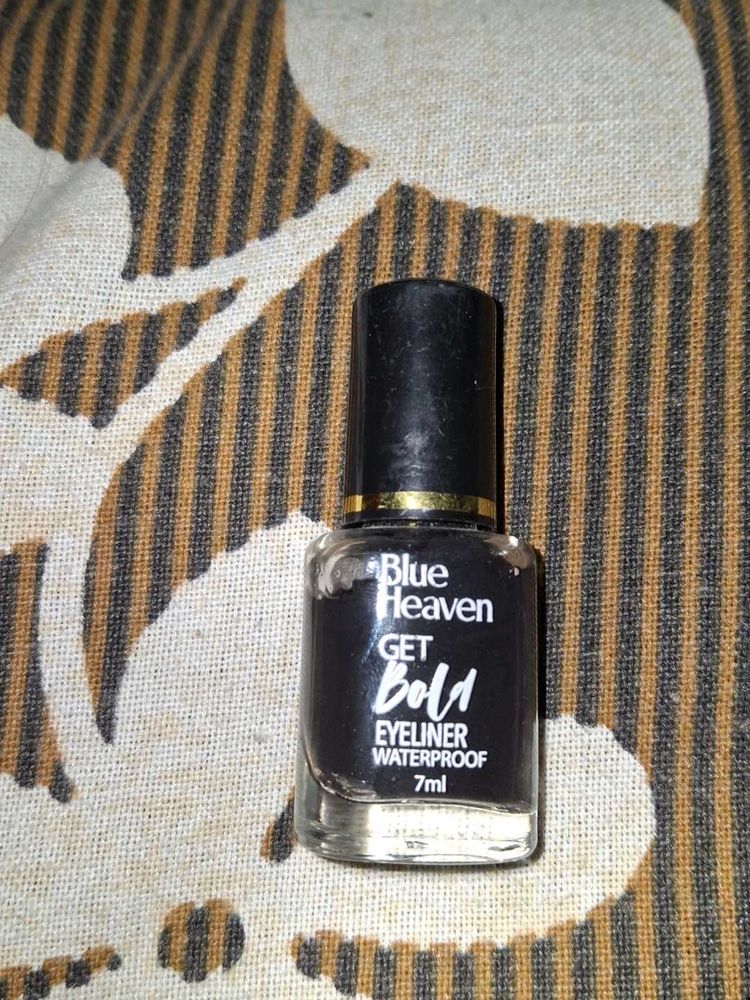 Blue
Heaven
GET
Bold
EYELINER
WATERPROOF
7ml